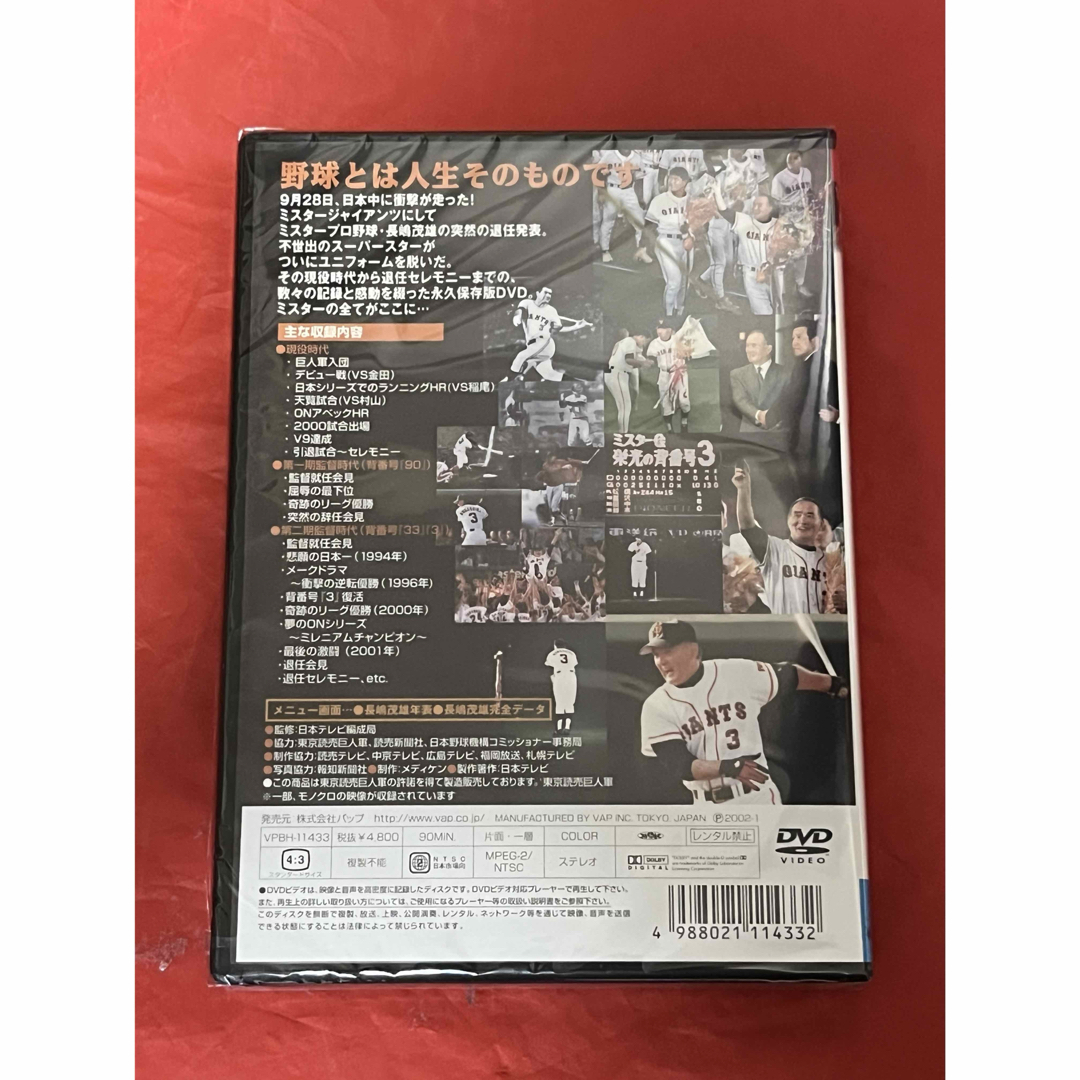 野球とは人生そのものです
9月28日、日本中に衝撃が走った!
ミスタージャイアンツにして
ミスタープロ野球・長嶋茂雄の突然の退任発表。
不世出のスーパースターが
ついにユニフォームを脱いだ。
その現役時代から退任セレモニーまでの。
数々の記録と感動を綴った永久保存版DVD。
ミスターの全てがここに…
主な収録内容
●現役時代
・巨人軍入団
・デビュー戦(VS金田)
・日本シリーズでのランニングHR(VS稲尾)
・天覧試合(VS村山)
・ONアベックHR
・2000試合出場
・V9達成
・引退試合〜セレモニー
●第一期監督時代(背番号『90』)
・監督就任会見
・屈辱の最下位
・奇跡のリーグ優勝
・突然の辞任会見
●第二期監督時代(背番号『33』『3』)
・監督就任会見
・悲願の日本一(1994年)
・メークドラマ
〜衝撃の逆転優勝(1996年)
・背番号『3』復活
・奇跡のリーグ優勝(2000年)
・夢のONシリーズ
〜ミレニアムチャンピオン〜
・最後の激闘(2001年)
・退任会見
・退任セレモニー、etc.
ミスターG
栄光の背番号3
GIANTS
GIANTS
GIANTS
3
3
3
GIANTS
3
メニュー画面…●長嶋茂雄年表●長嶋茂雄完全データ
●監修:日本テレビ編成局
●協力:東京読売巨人軍、読売新聞社、日本野球機構コミッショナー事務局
●制作協力:読売テレビ、中京テレビ、広島テレビ、福岡放送、札幌テレビ
●写真協力:報知新聞社●制作:メディケン●製作著作:日本テレビ
●この商品は東京読売巨人軍の許諾を得て製造販売しております。東京読売巨人軍
※一部、モノクロの映像が収録されています
発売元 株式会社バップ http://www.vap.co.jp/ MANUFACTURED BY VAP INC. TOKYO, JAPAN Ⓟ2002・1
VPBH-11433 税抜¥4,800 90MIN. 片面・一層 COLOR レンタル禁止
DVD
VIDEO
4:3
スタンダードサイズ
複製不能
2
NTSC
日本市場向
MPEG-2/
NTSC
ステレオ
DOLBY
DIGITAL
●DVDビデオは、映像と音声を高密度に記録したディスクです。DVDビデオ対応プレーヤーで再生して下さい。
また、再生上の詳しい取り扱い方については、ご使用になるプレーヤー等の取扱い説明書をご参照下さい。
このディスクを無断で複製、放送、上映、公開演奏、レンタル、ネットワーク等を通じて映像、音声を送信
できる状態にすることは法律によって禁じられています。
4 988021 114332